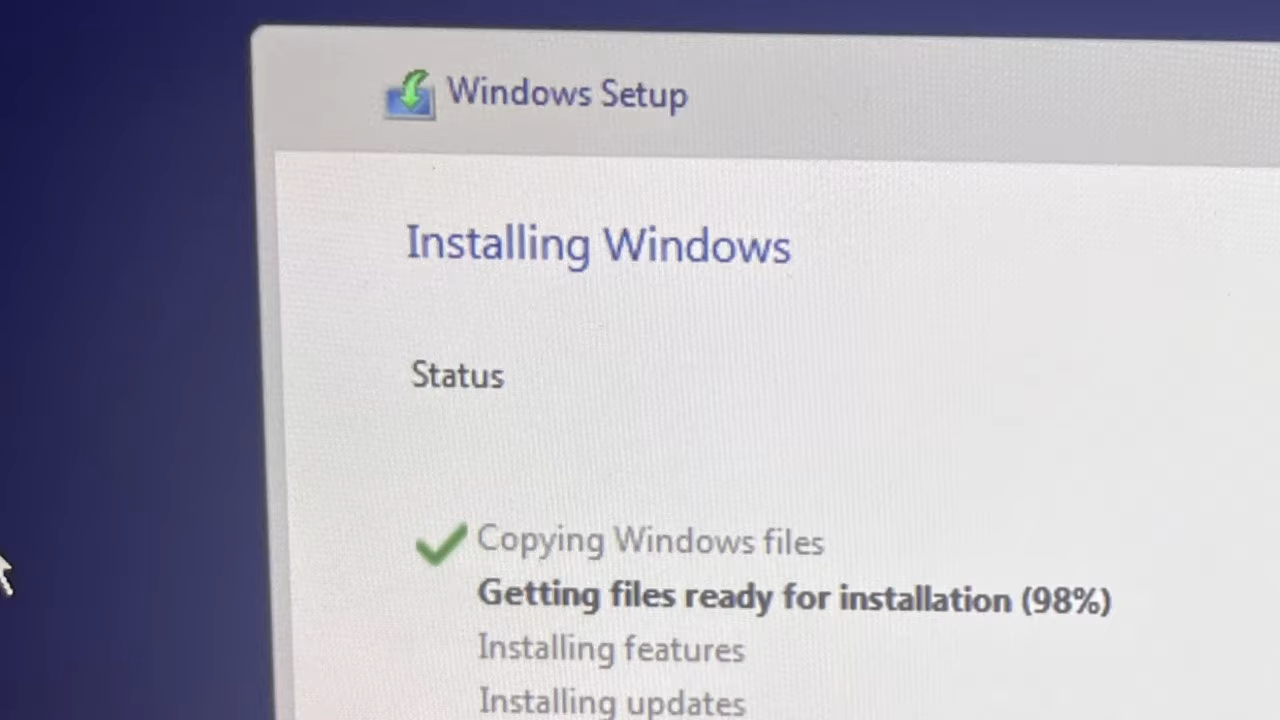 Windows Setup
Installing Windows
Status
Copying Windows files
Getting files ready for installation (98%)
Installing features
Installing updates